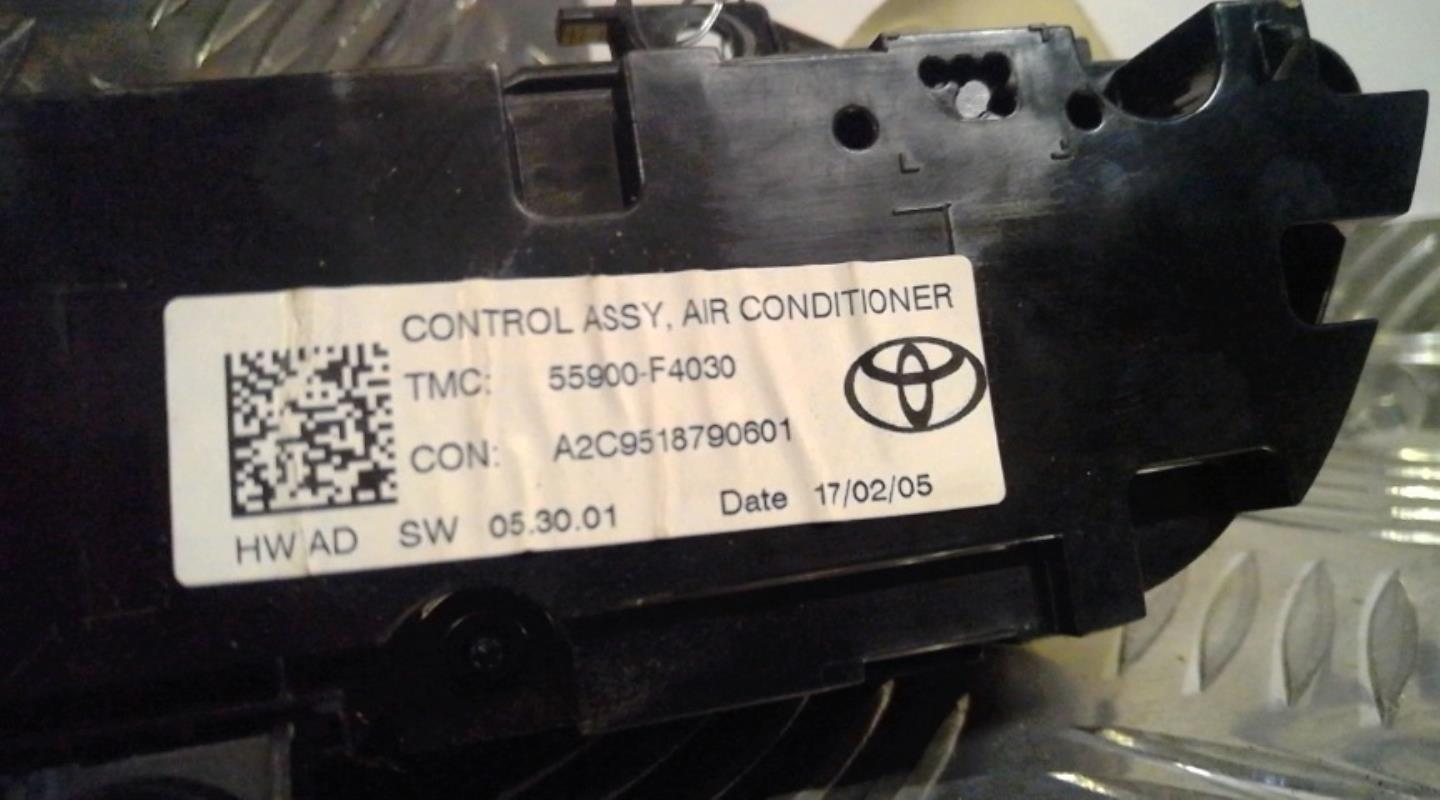 CONTROL ASSY, AIR CONDITIONER
TMC: 55900-F4030
CON: A2C9518790601
HW AD SW 05.30.01 Date 17/02/05